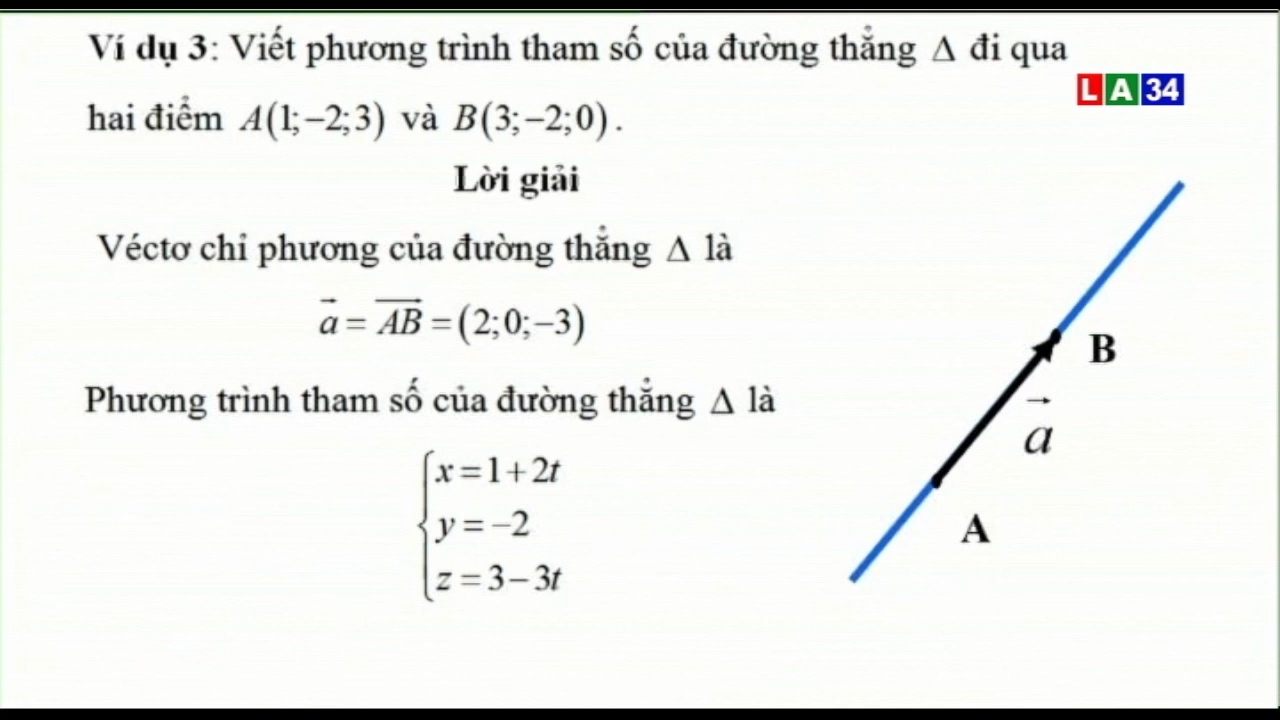 Ví dụ 3: Viết phương trình tham số của đường thẳng Δ đi qua
LA34
hai điểm A(1;−2;3) và B(3;−2;0).
Lời giải
Véctơ chỉ phương của đường thẳng Δ là
a⃗ = AB⃗ = (2;0;−3)
B
Phương trình tham số của đường thẳng Δ là
a⃗
x = 1 + 2t
y = −2
A
z = 3 − 3t